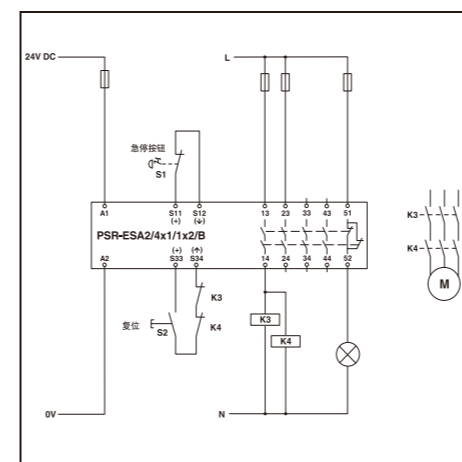 24V DC
L
急停按钮
S1
A1
S11
(+)
S12
(↓)
13
23
33
43
51
PSR-ESA2/4x1/1x2/B
A2
(+)
S33
(↑)
S34
14
24
34
44
52
K3
K4
M
K3
K4
复位
S2
K3
K4
0V
N